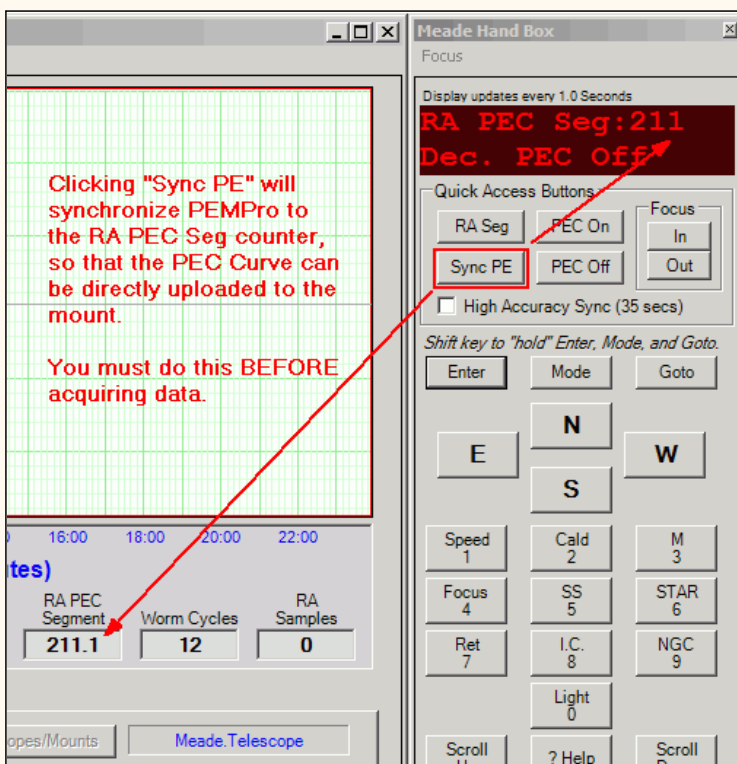 Meade Hand Box
Focus
Display updates every 1.0 Seconds
RA PEC Seg:211
Dec. PEC Off
Quick Access Buttons
RA Seg
PEC On
Sync PE
PEC Off
Focus
In
Out
High Accuracy Sync (35 secs)
Shift key to "hold" Enter, Mode, and Goto.
Enter
Mode
Goto
N
E
W
S
Speed
1
Cald
2
M
3
Focus
4
SS
5
STAR
6
Ret
7
I.C.
8
NGC
9
Light
0
Scroll
? Help
Scroll
Clicking "Sync PE" will
synchronize PEMPro to
the RA PEC Seg counter,
so that the PEC Curve can
be directly uploaded to the
mount.
You must do this BEFORE
acquiring data.
16:00
18:00
20:00
22:00
tes)
RA PEC
Segment
211.1
Worm Cycles
12
RA
Samples
0
opes/Mounts
Meade.Telescope